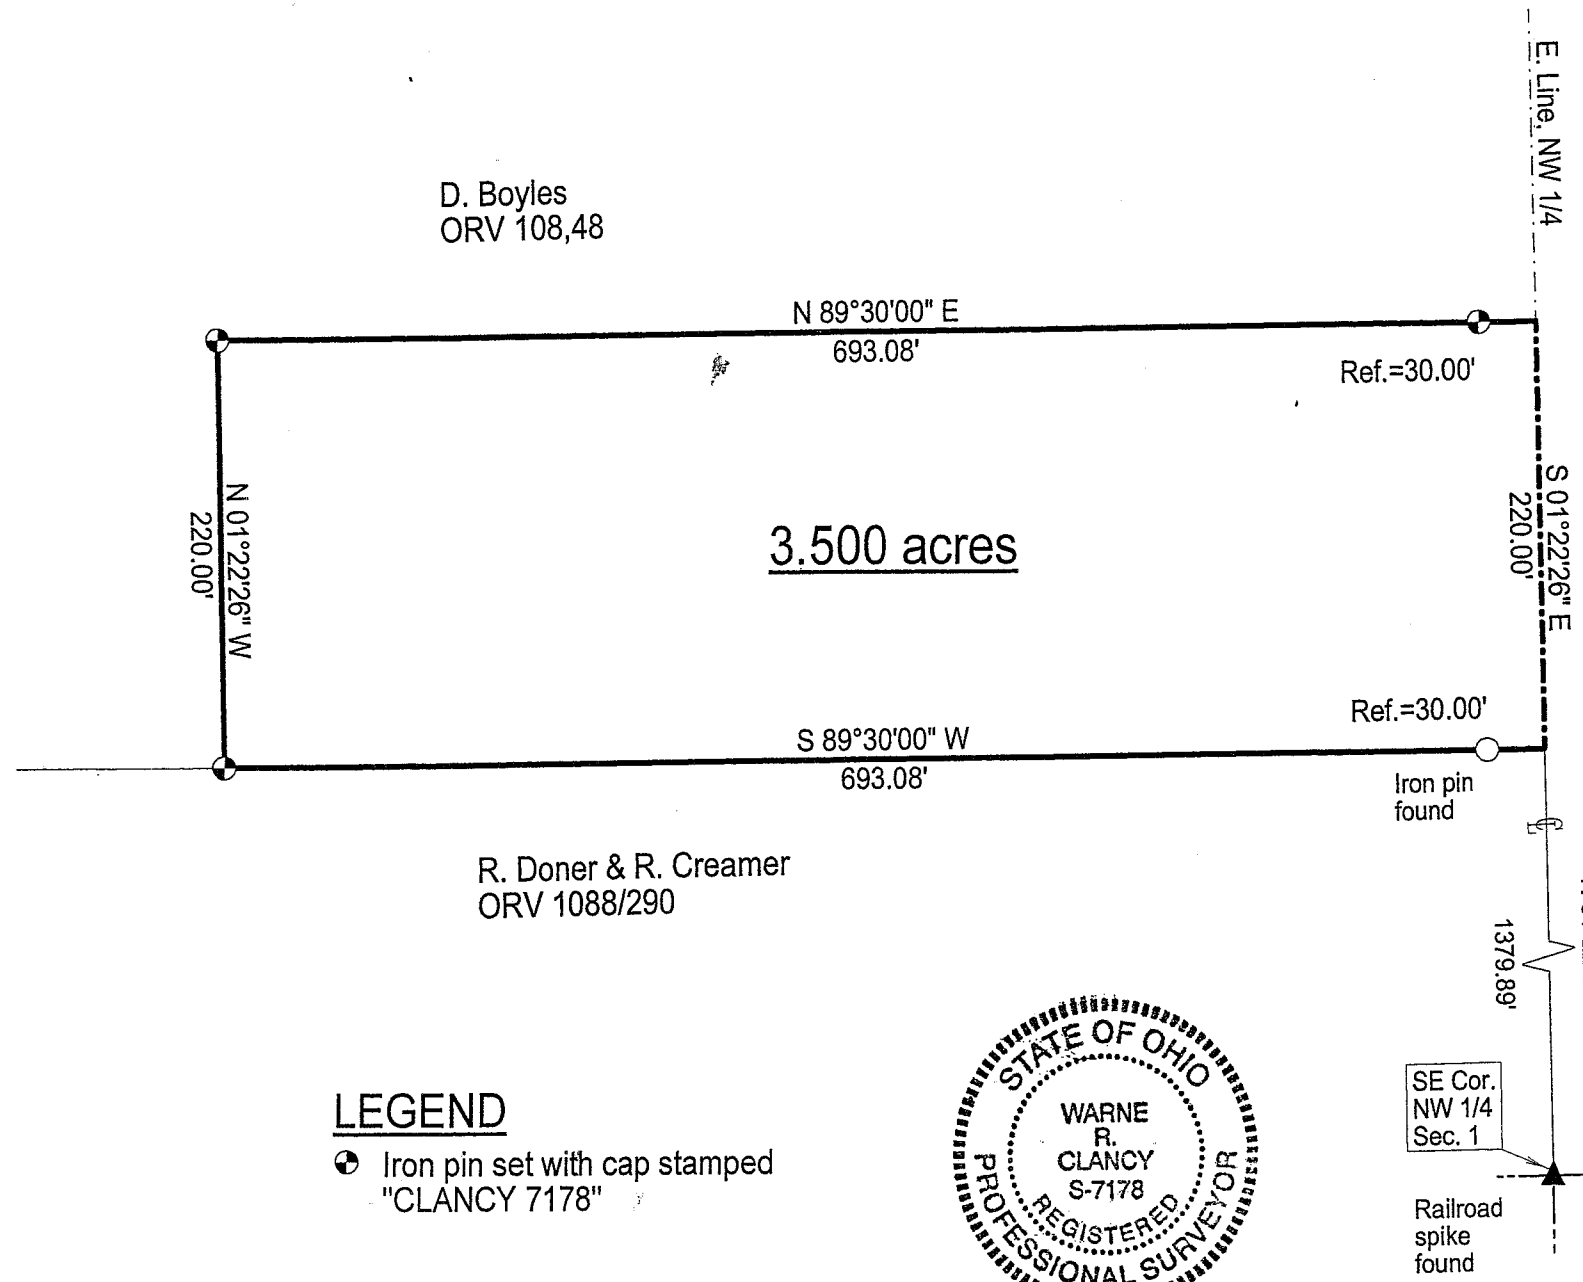 E. Line, NW 1/4
D. Boyles
ORV 108,48
N 89°30'00" E
693.08'
Ref.=30.00'
N 01°22'26" W
220.00'
3.500 acres
S 01°22'26" E
220.00'
Ref.=30.00'
S 89°30'00" W
693.08'
Iron pin
found
R. Doner & R. Creamer
ORV 1088/290
1379.89'
SE Cor.
NW 1/4
Sec. 1
Railroad
spike
found
LEGEND
Iron pin set with cap stamped
"CLANCY 7178"
STATE OF OHIO
WARNE
R.
CLANCY
S-7178
REGISTERED
PROFESSIONAL SURVEYOR